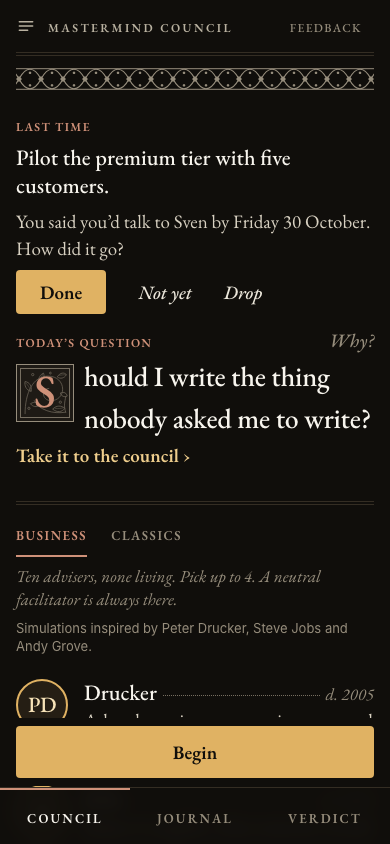 MASTERMIND COUNCIL
FEEDBACK
LAST TIME
Pilot the premium tier with five
customers.
You said you’d talk to Sven by Friday 30 October.
How did it go?
Done
Not yet
Drop
TODAY’S QUESTION
Why?
Should I write the thing
nobody asked me to write?
Take it to the council ›
BUSINESS
CLASSICS
Ten advisers, none living. Pick up to 4. A neutral
facilitator is always there.
Simulations inspired by Peter Drucker, Steve Jobs and
Andy Grove.
PD
Drucker
d. 2005
Begin
COUNCIL
JOURNAL
VERDICT